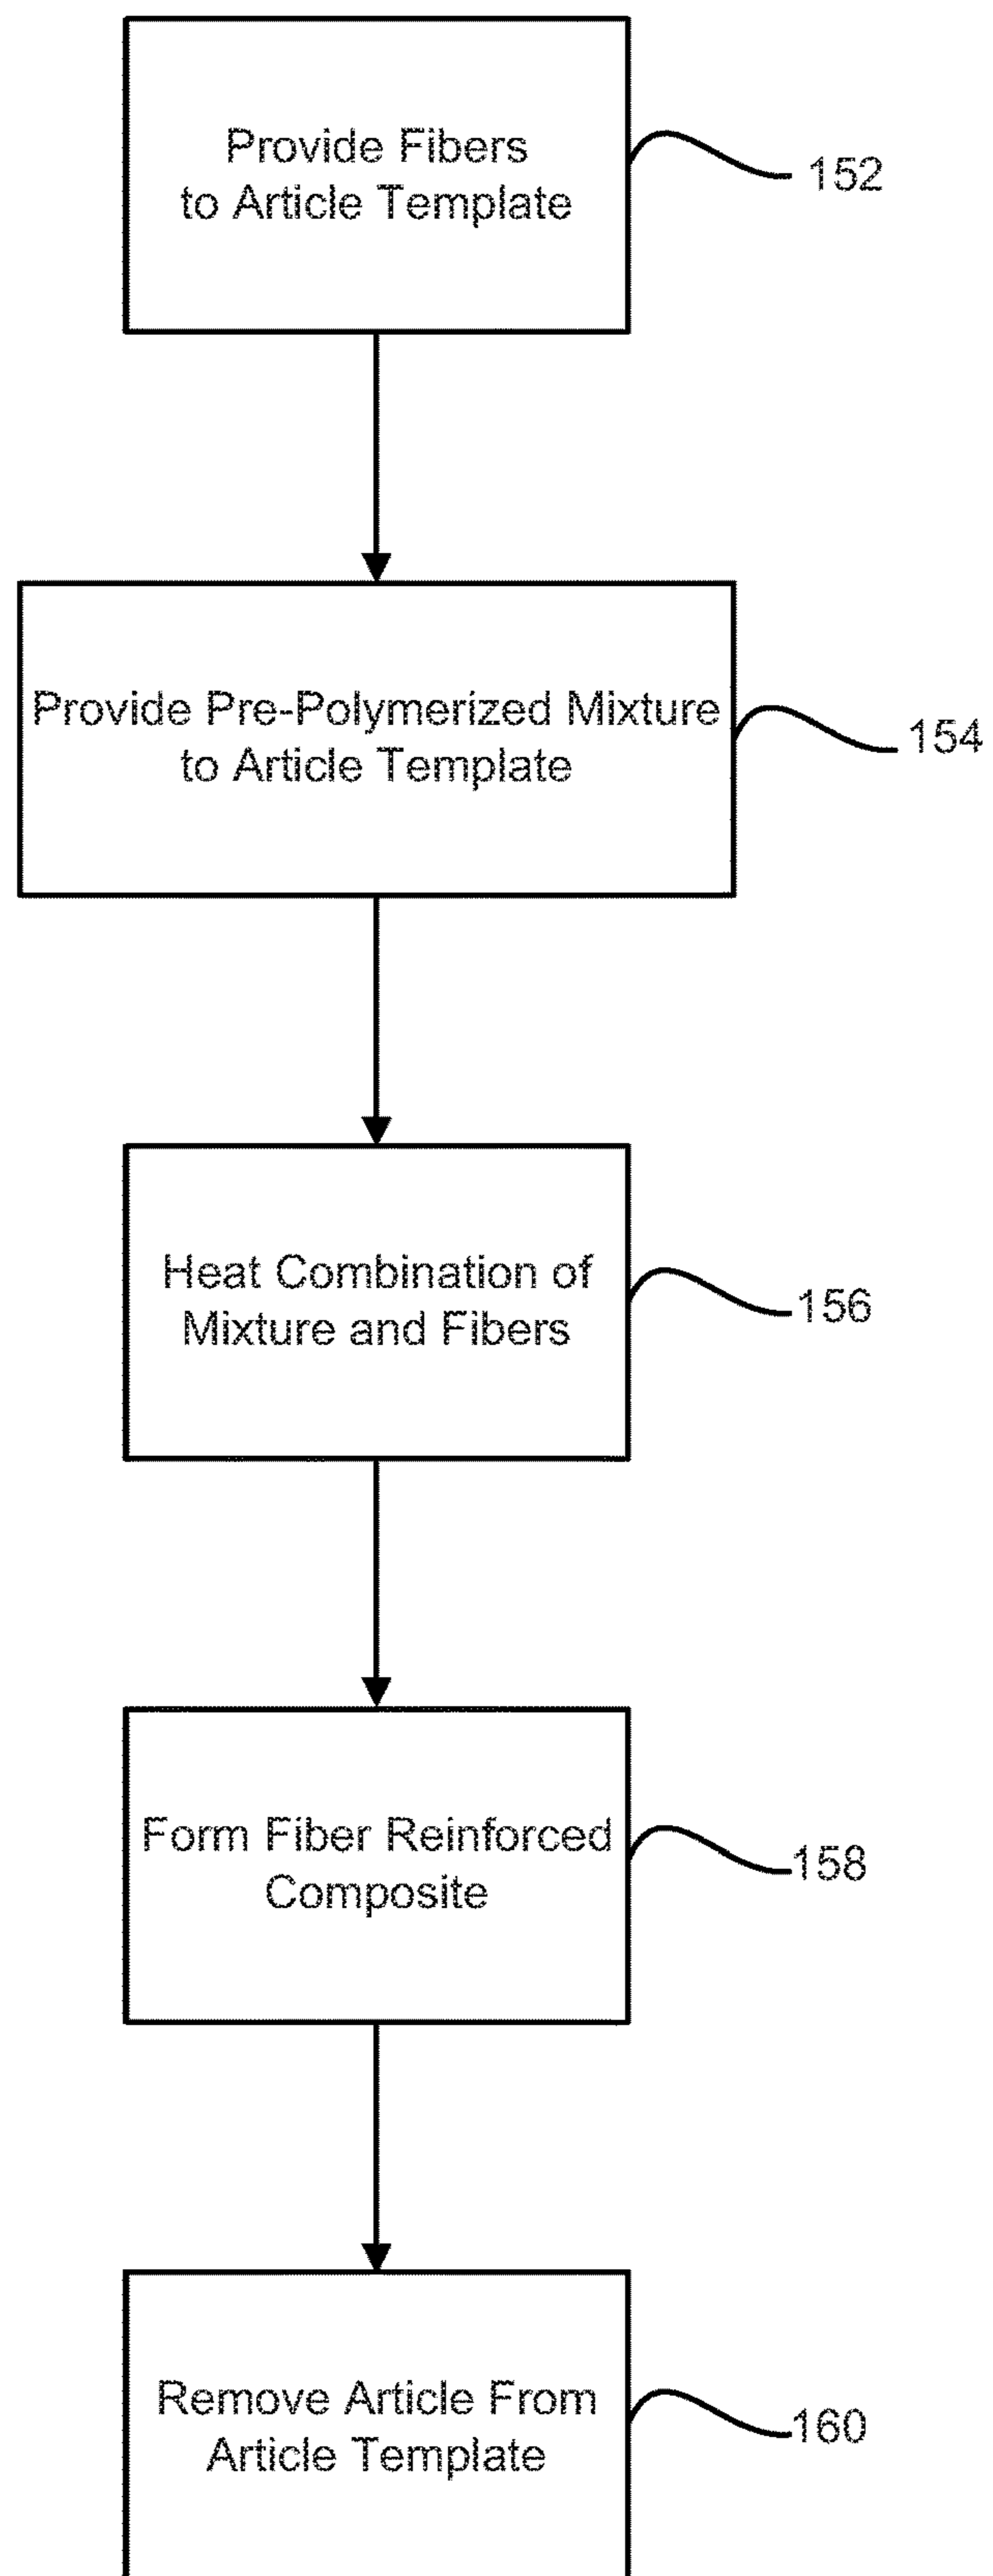 Provide Fibers
to Article Template
152
Provide Pre-Polymerized Mixture
to Article Template
154
Heat Combination of
Mixture and Fibers
156
Form Fiber Reinforced
Composite
158
Remove Article From
Article Template
160